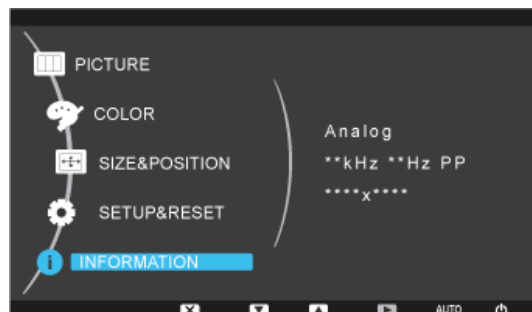 PICTURE
COLOR
SIZE&POSITION
SETUP&RESET
INFORMATION
Analog
**kHz **Hz PP
****x****
AUTO